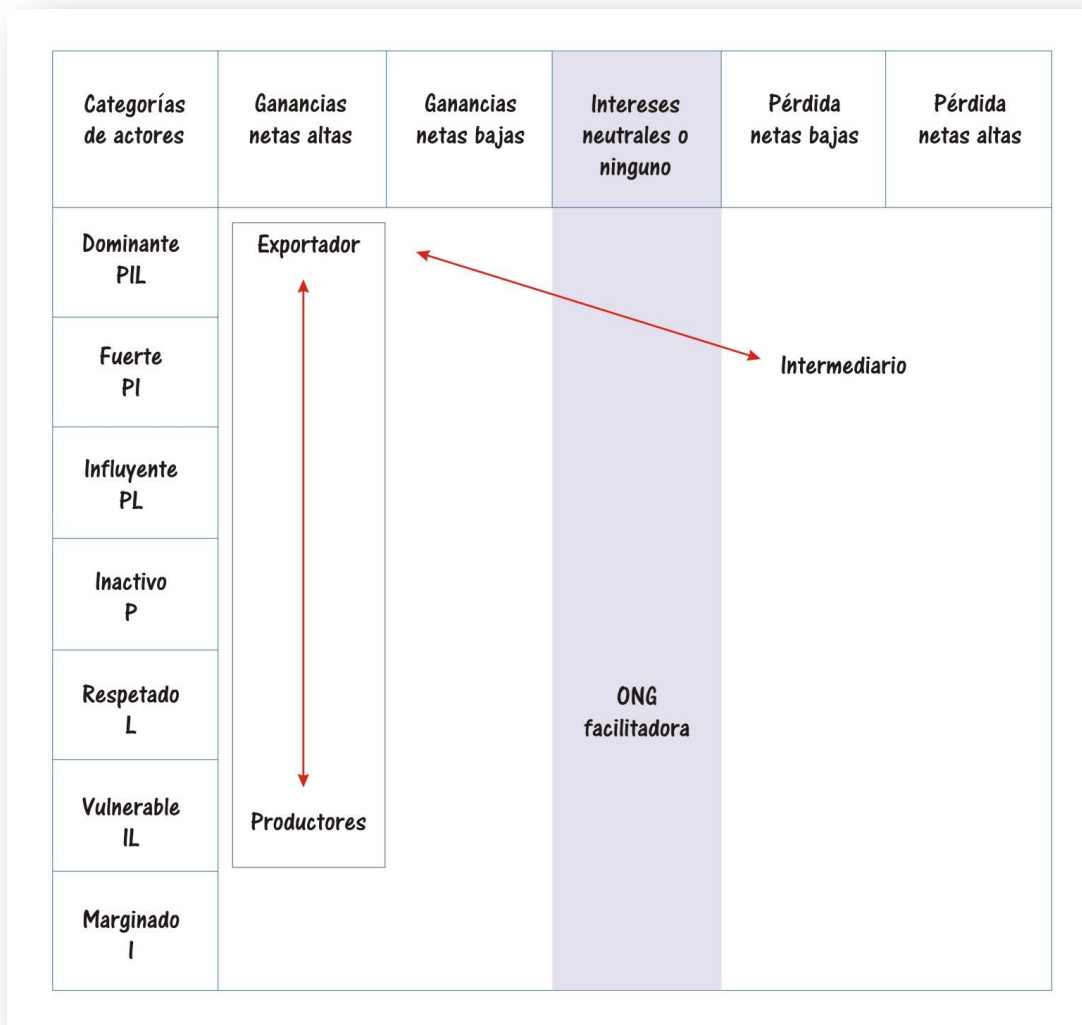 Categorías
de actores
Ganancias
netas altas
Ganancias
netas bajas
Intereses
neutrales o
ninguno
Pérdida
netas bajas
Pérdida
netas altas
Dominante
PIL
Exportador
Fuerte
PI
Intermediario
Influyente
PL
Inactivo
P
Respetado
L
ONG
facilitadora
Vulnerable
IL
Productores
Marginado
I